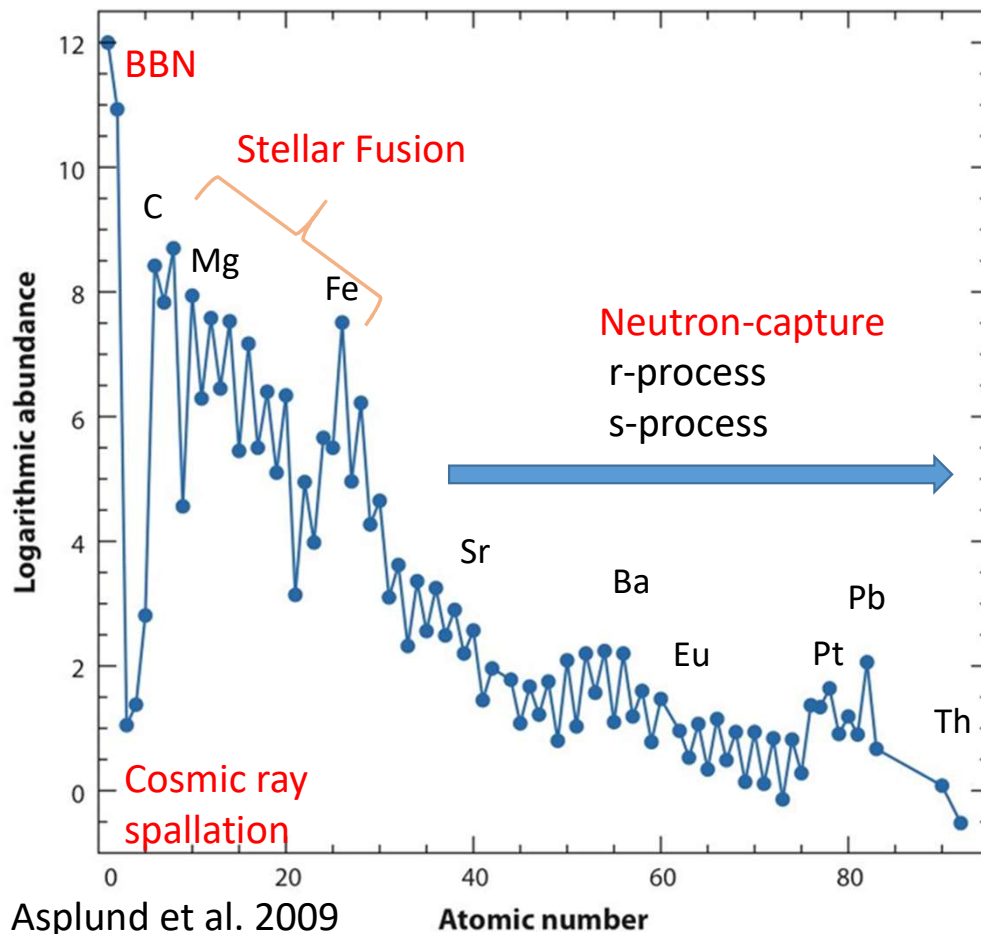 12
BBN
Stellar Fusion
10
C
Mg
Fe
8
Logarithmic abundance
Neutron-capture
r-process
s-process
6
4
Sr
Ba
Pb
2
Eu
Pt
Th
0
Cosmic ray
spallation
0 20 40 60 80
Asplund et al. 2009
Atomic number